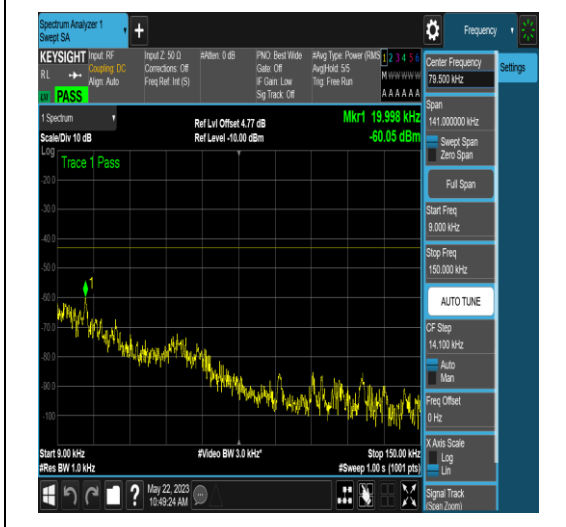 Spectrum Analyzer 1
Swept SA
Frequency
KEYSIGHT
RL
PASS
Input: RF
Coupling: DC
Align: Auto
Input Z: 50 Ω
Corrections: Off
Freq Ref: Int (S)
#Atten: 0 dB
PNO: Best Wide
Gate: Off
IF Gain: Low
Sig Track: Off
#Avg Type: Power (RMS
Avg|Hold: 5/5
Trig: Free Run
1 2 3 4 5 6
M W W W W W
A A A A A A
1 Spectrum
Scale/Div 10 dB
Ref Lvl Offset 4.77 dB
Ref Level -10.00 dBm
Mkr1 19.998 kHz
-60.05 dBm
Log
Trace 1 Pass
-20.0
-30.0
-40.0
-50.0
-60.0
-70.0
-80.0
-90.0
-100
1
Start 9.00 kHz
#Res BW 1.0 kHz
#Video BW 3.0 kHz*
Stop 150.00 kHz
#Sweep 1.00 s (1001 pts)
May 22, 2023
10:49:24 AM
?
Center Frequency
79.500 kHz
Span
141.000000 kHz
Swept Span
Zero Span
Full Span
Start Freq
9.000 kHz
Stop Freq
150.000 kHz
AUTO TUNE
CF Step
14.100 kHz
Auto
Man
Freq Offset
0 Hz
X Axis Scale
Log
Lin
Signal Track
(Span Zoom)
Settings